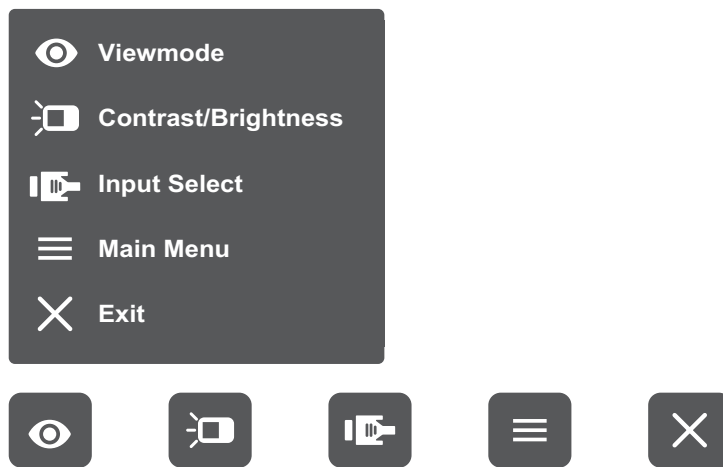 Viewmode
Contrast/Brightness
Input Select
Main Menu
Exit